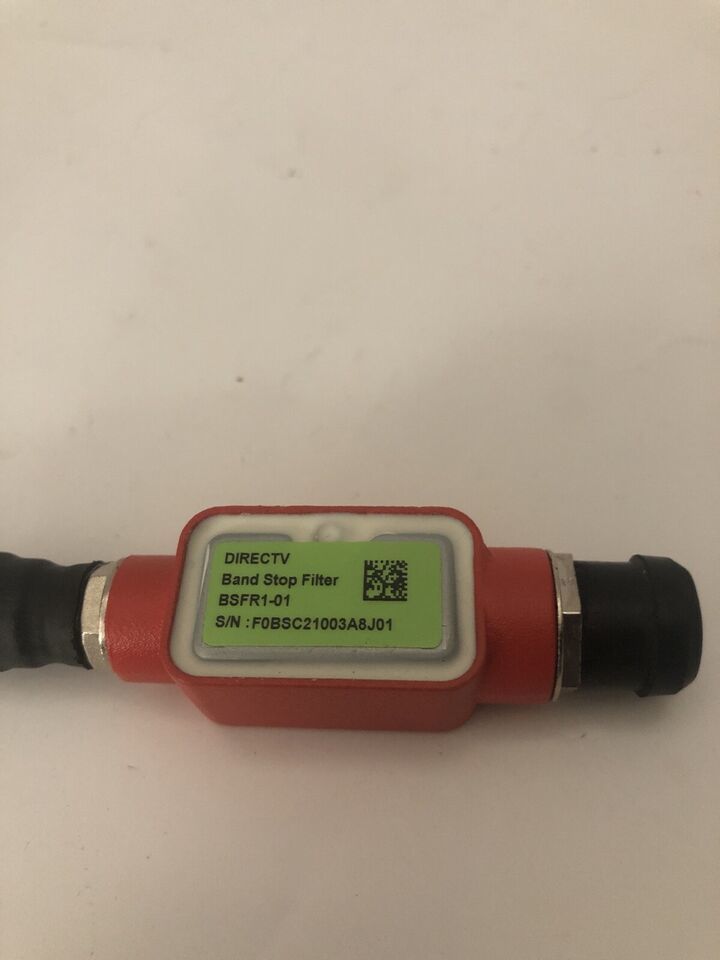 DIRECTV
Band Stop Filter
BSFR1-01
S/N : F0BSC21003A8J01